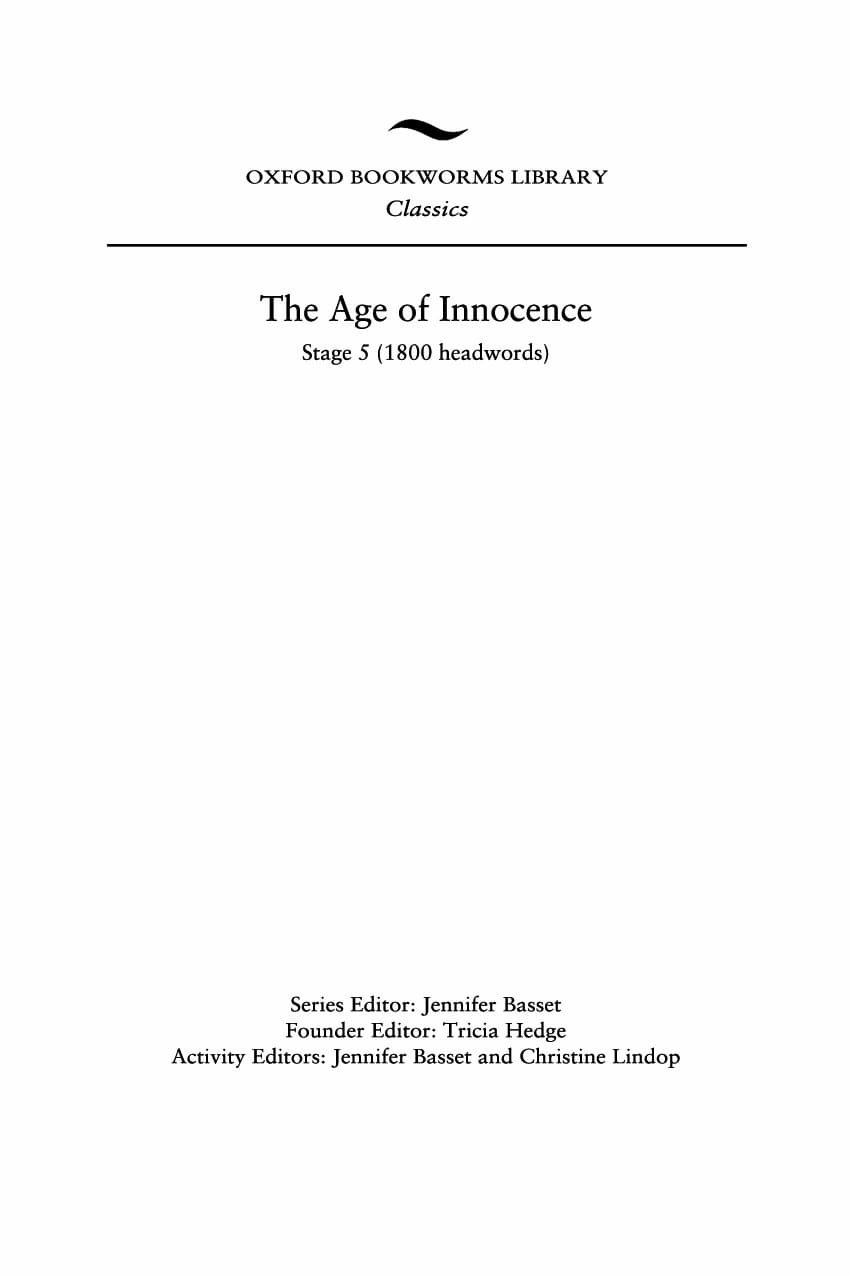 OXFORD BOOKWORMS LIBRARY
Classics
The Age of Innocence
Stage 5 (1800 headwords)
Series Editor: Jennifer Basset
Founder Editor: Tricia Hedge
Activity Editors: Jennifer Basset and Christine Lindop